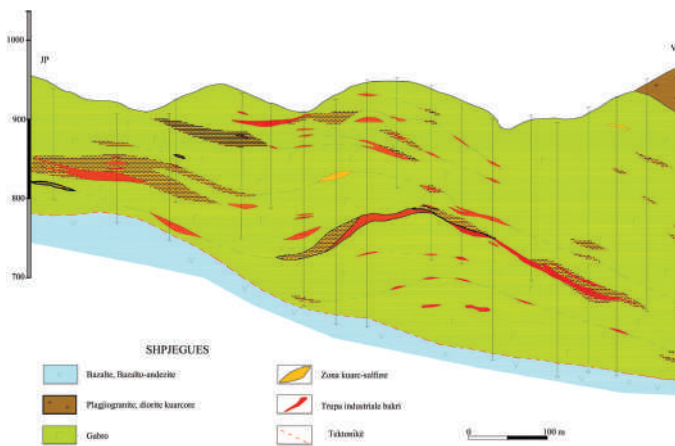 1000
JP
V
900
800
700
SHPJEGUES
Bazalte, Bazalto-andezite
Plagjiogranite, diorite kuarcore
Gabro
Zona kuarc-sulfure
Trupa industriale bakri
Tektonikë
0 100 m